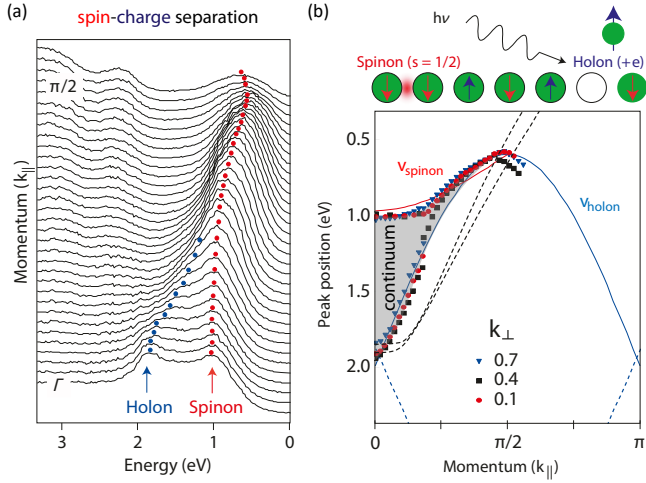 (a)
spin-charge separation
π/2
Γ
Holon
Spinon
Momentum (k||)
3
2
1
0
Energy (eV)
(b)
hν
Spinon (s = 1/2)
Holon (+e)
0.5
1.0
1.5
2.0
Peak position (eV)
vspinon
vholon
continuum
k⊥
0.7
0.4
0.1
0
π/2
π
Momentum (k||)